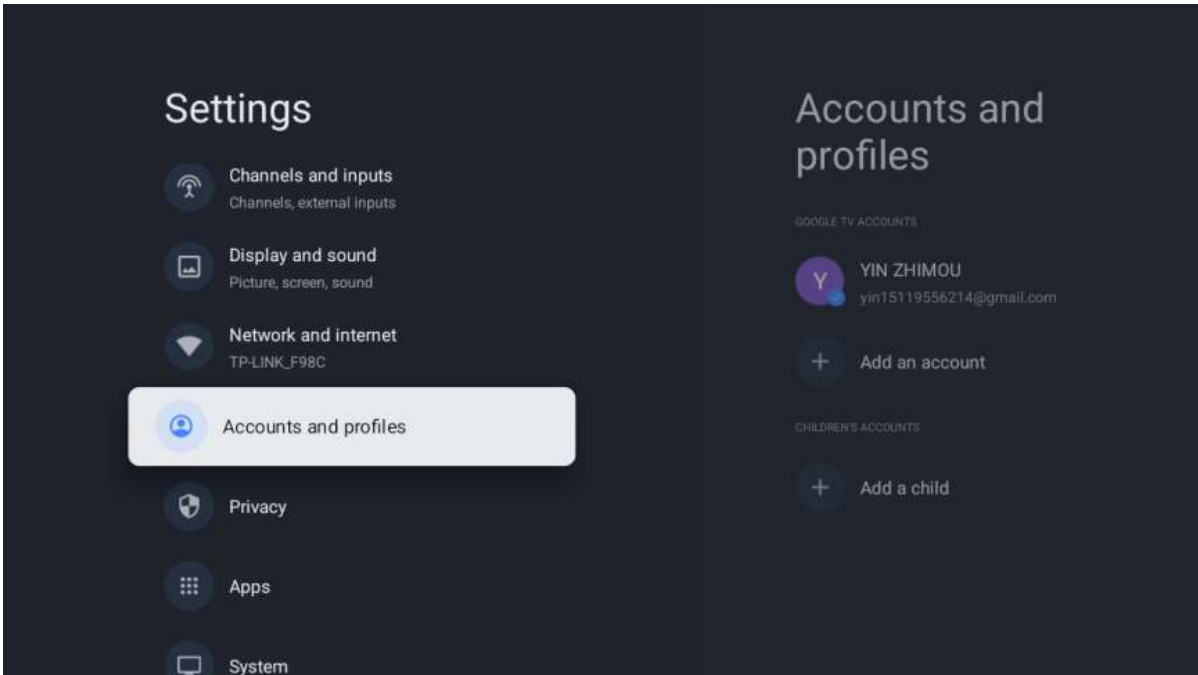 Settings
Channels and inputs
Channels, external inputs
Display and sound
Picture, screen, sound
Network and internet
TP-LINK_F98C
Accounts and profiles
Privacy
Apps
System
Accounts and
profiles
GOOGLE TV ACCOUNTS
Y
YIN ZHIMOU
yin15119556214@gmail.com
Add an account
CHILDREN'S ACCOUNTS
Add a child